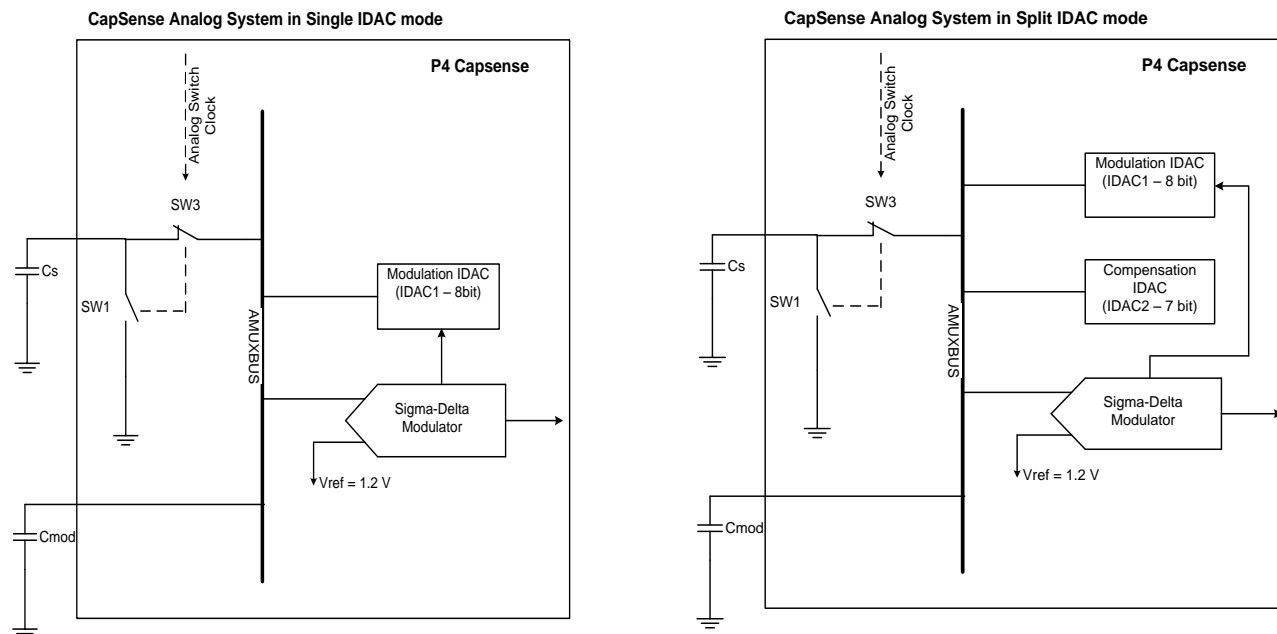 CapSense Analog System in Single IDAC mode
P4 Capsense
Analog Switch
Clock
SW3
Cs
SW1
AMUXBUS
Modulation IDAC
(IDAC1 – 8bit)
Sigma-Delta
Modulator
Vref = 1.2 V
Cmod
CapSense Analog System in Split IDAC mode
P4 Capsense
Analog Switch
Clock
SW3
Cs
SW1
AMUXBUS
Modulation IDAC
(IDAC1 – 8 bit)
Compensation
IDAC
(IDAC2 – 7 bit)
Sigma-Delta
Modulator
Vref = 1.2 V
Cmod